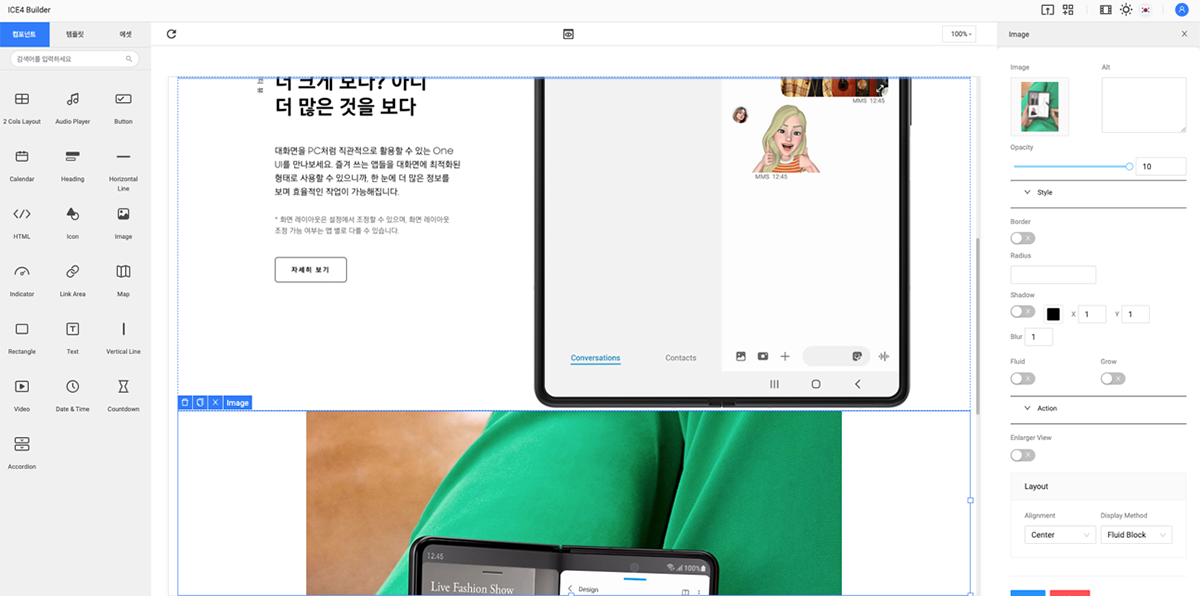 ICE4 Builder
컴포넌트
템플릿
에셋
100%
Image
검색어를 입력하세요
2 Cols Layout
Audio Player
Button
Calendar
Heading
Horizontal
Line
HTML
Icon
Image
Indicator
Link Area
Map
Rectangle
Text
Vertical Line
Video
Date & Time
Countdown
Accordion
더 크게 보다? 아니
더 많은 것을 보다
대화면을 PC처럼 직관적으로 활용할 수 있는 One
UI를 만나보세요. 즐겨 쓰는 앱들을 대화면에 최적화된
형태로 사용할 수 있으니까, 한 눈에 더 많은 정보를
보며 효율적인 작업이 가능해집니다.
* 화면 레이아웃은 설정에서 조정할 수 있으며, 화면 레이아웃
조정 가능 여부는 앱 별로 다를 수 있습니다.
자세히 보기
MMS 12:45
MMS 12:45
Conversations
Contacts
Image
12:45
100%
Live Fashion Show
Design
Image
Alt
Opacity
10
Style
Border
Radius
Shadow
X 1
Y 1
Blur 1
Fluid
Grow
Action
Enlarger View
Layout
Alignment
Display Method
Center
Fluid Block